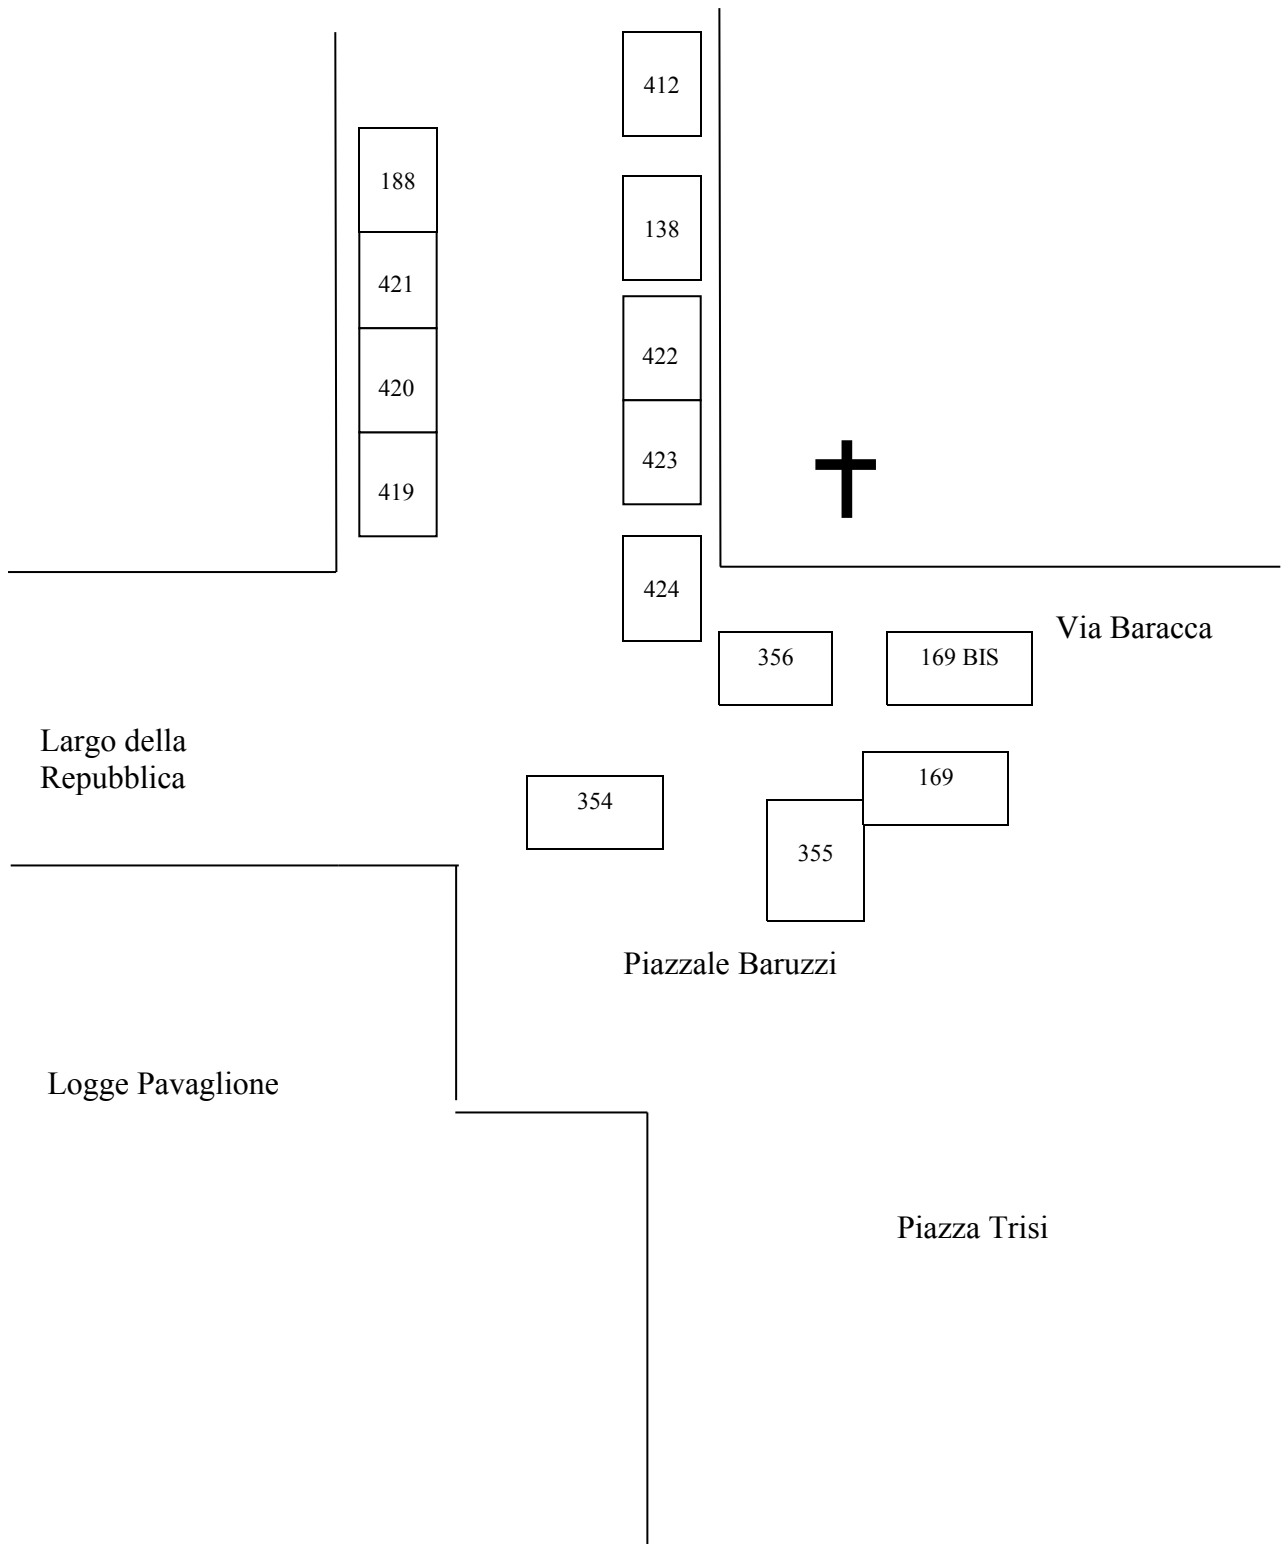 412
188
138
421
422
420
423
419
424
Via Baracca
356
169 BIS
Largo della
Repubblica
354
169
355
Piazzale Baruzzi
Logge Pavaglione
Piazza Trisi